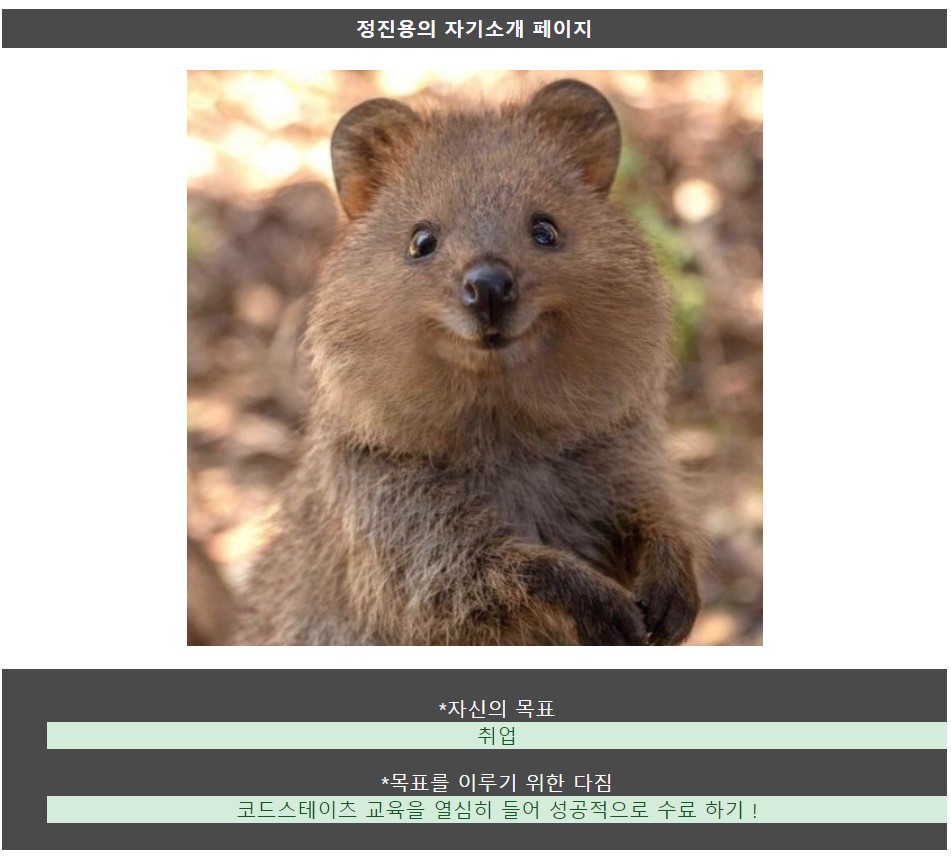 정진용의 자기소개 페이지
*자신의 목표
취업
*목표를 이루기 위한 다짐
코드스테이츠 교육을 열심히 들어 성공적으로 수료 하기 !